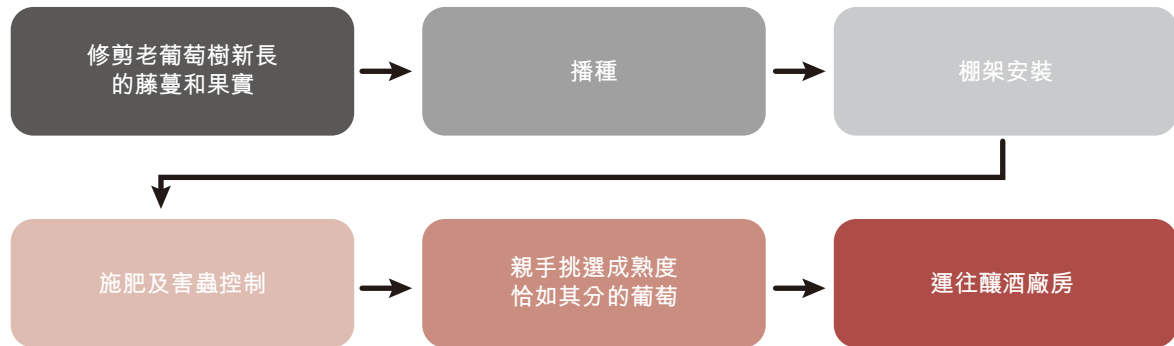 修剪老葡萄樹新長
的藤蔓和果實
播種
棚架安裝
施肥及害蟲控制
親手挑選成熟度
恰如其分的葡萄
運往釀酒廠房